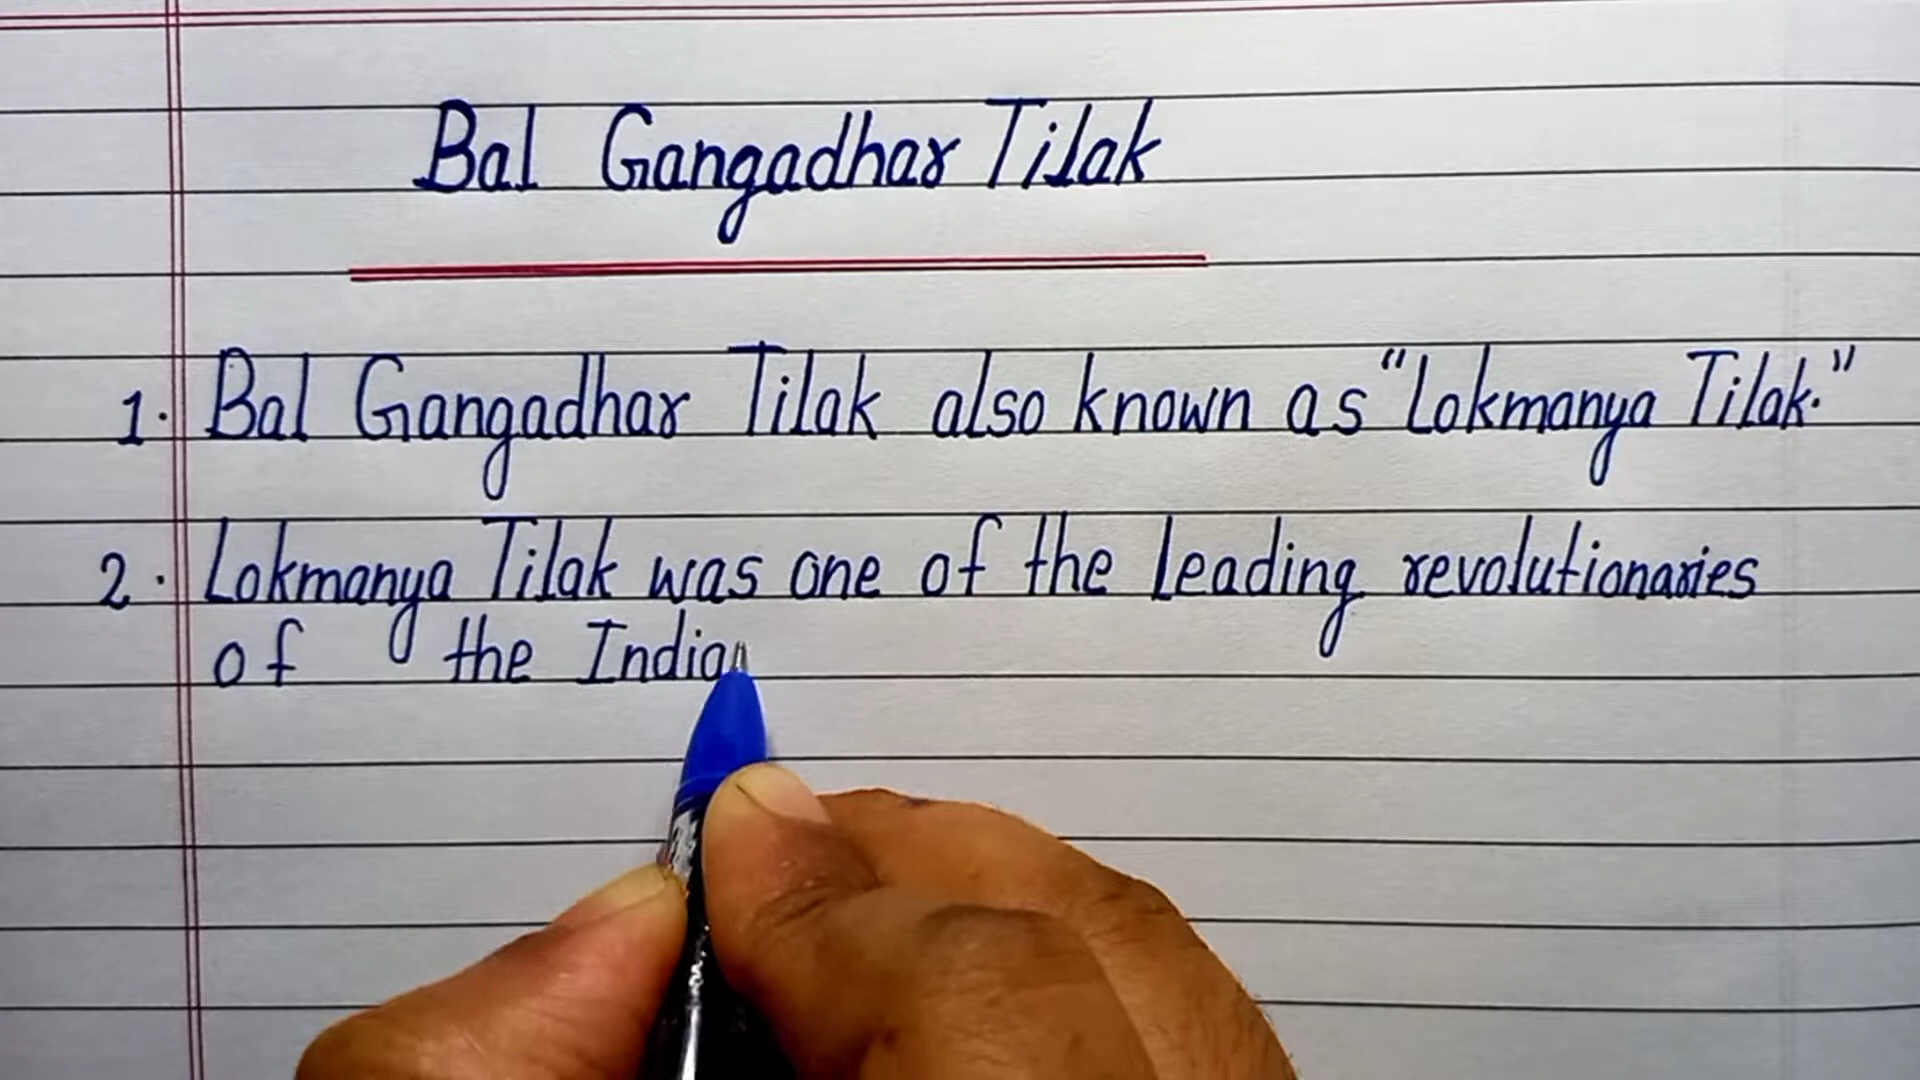 Bal Gangadhar Tilak
1. Bal Gangadhar Tilak also known as "Lokmanya Tilak."
2. Lokmanya Tilak was one of the leading revolutionaries
of the Indian